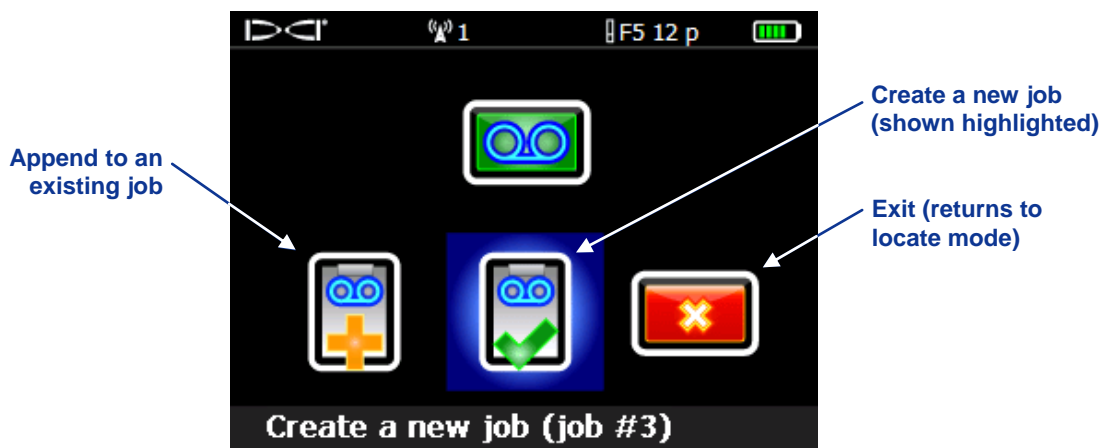 DCI
1
F5 12 p
Create a new job
(shown highlighted)
Append to an
existing job
Exit (returns to
locate mode)
Create a new job (job #3)